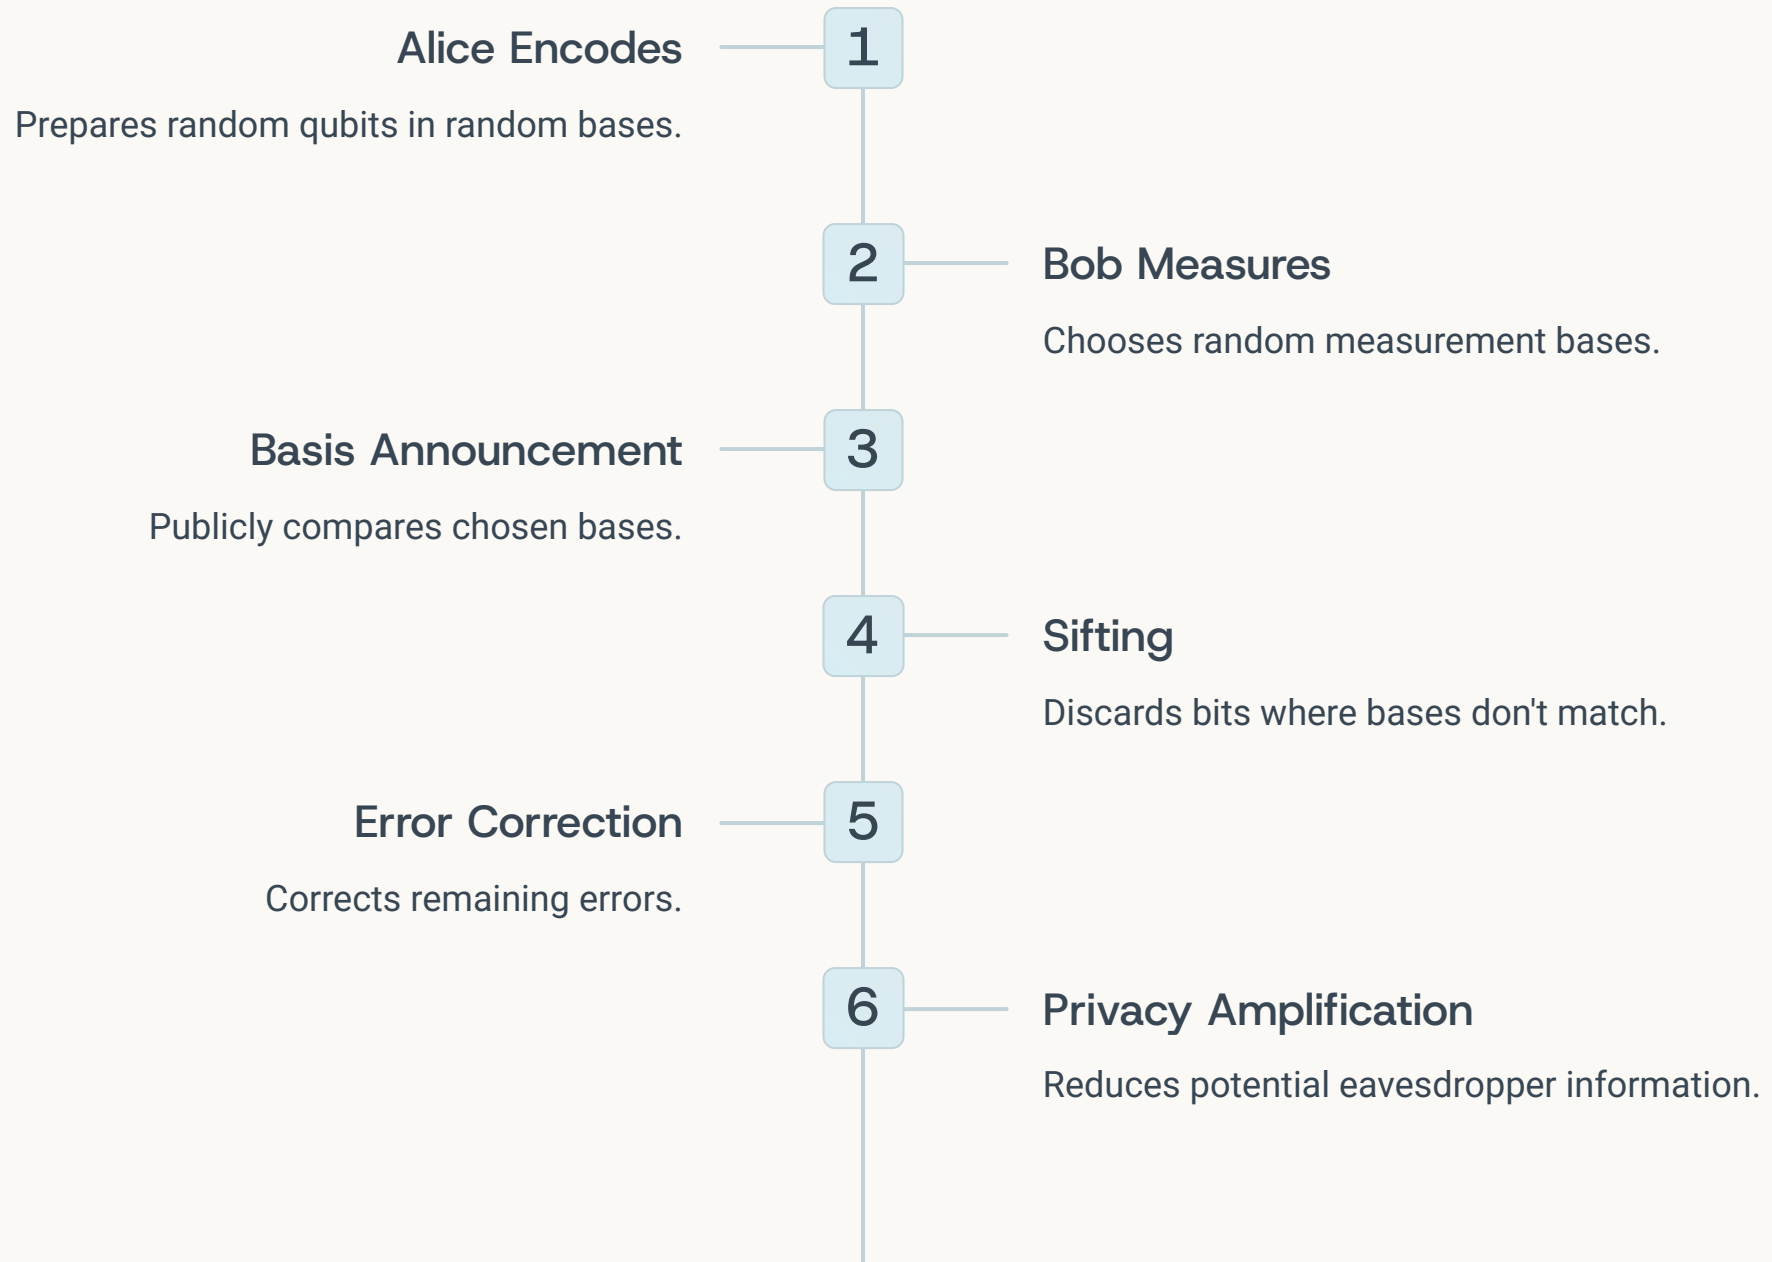 Alice Encodes
1
Prepares random qubits in random bases.
2
Bob Measures
Chooses random measurement bases.
Basis Announcement
3
Publicly compares chosen bases.
4
Sifting
Discards bits where bases don't match.
Error Correction
5
Corrects remaining errors.
6
Privacy Amplification
Reduces potential eavesdropper information.